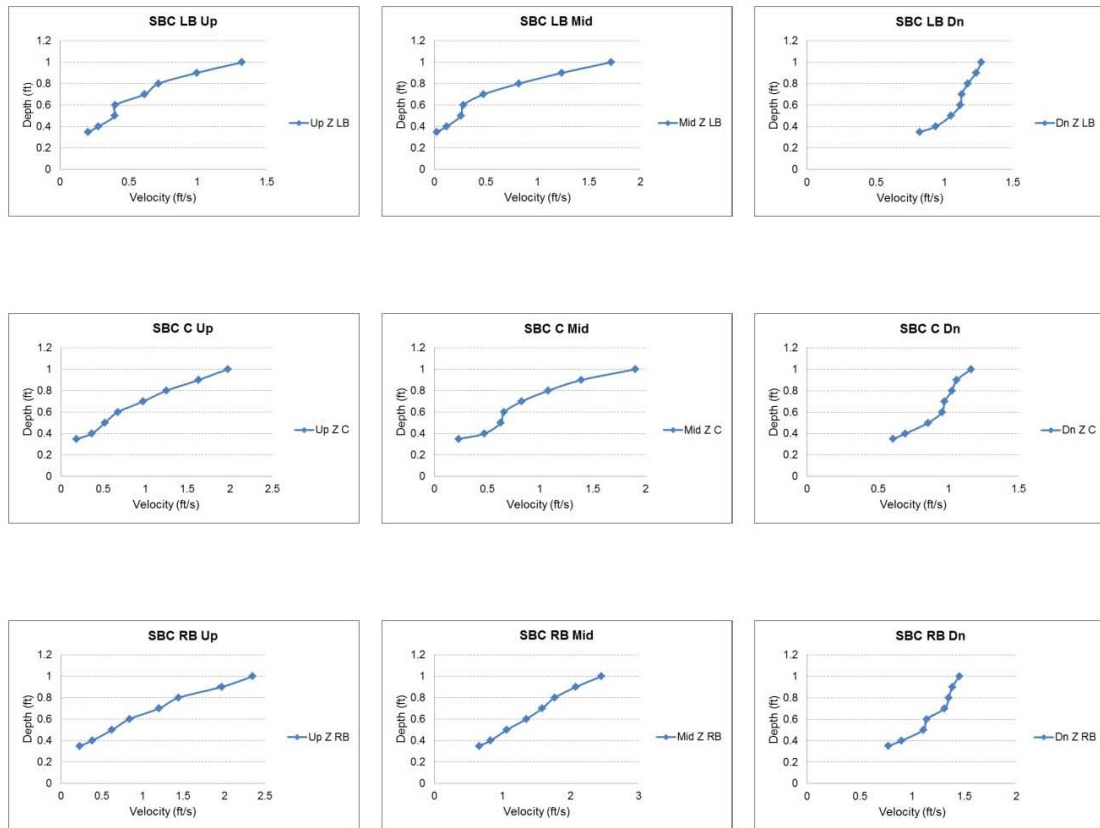 SBC LB Up
1.2
1
0.8
0.6
0.4
0.2
0
Depth (ft)
0 0.5 1 1.5
Velocity (ft/s)
Up Z LB
SBC LB Mid
1.2
1
0.8
0.6
0.4
0.2
0
Depth (ft)
0 0.5 1 1.5 2
Velocity (ft/s)
Mid Z LB
SBC LB Dn
1.2
1
0.8
0.6
0.4
0.2
0
Depth (ft)
0 0.5 1 1.5
Velocity (ft/s)
Dn Z LB
SBC C Up
1.2
1
0.8
0.6
0.4
0.2
0
Depth (ft)
0 0.5 1 1.5 2 2.5
Velocity (ft/s)
Up Z C
SBC C Mid
1.2
1
0.8
0.6
0.4
0.2
0
Depth (ft)
0 0.5 1 1.5 2
Velocity (ft/s)
Mid Z C
SBC C Dn
1.2
1
0.8
0.6
0.4
0.2
0
Depth (ft)
0 0.5 1 1.5
Velocity (ft/s)
Dn Z C
SBC RB Up
1.2
1
0.8
0.6
0.4
0.2
0
Depth (ft)
0 0.5 1 1.5 2 2.5
Velocity (ft/s)
Up Z RB
SBC RB Mid
1.2
1
0.8
0.6
0.4
0.2
0
Depth (ft)
0 1 2 3
Velocity (ft/s)
Mid Z RB
SBC RB Dn
1.2
1
0.8
0.6
0.4
0.2
0
Depth (ft)
0 0.5 1 1.5 2
Velocity (ft/s)
Dn Z RB